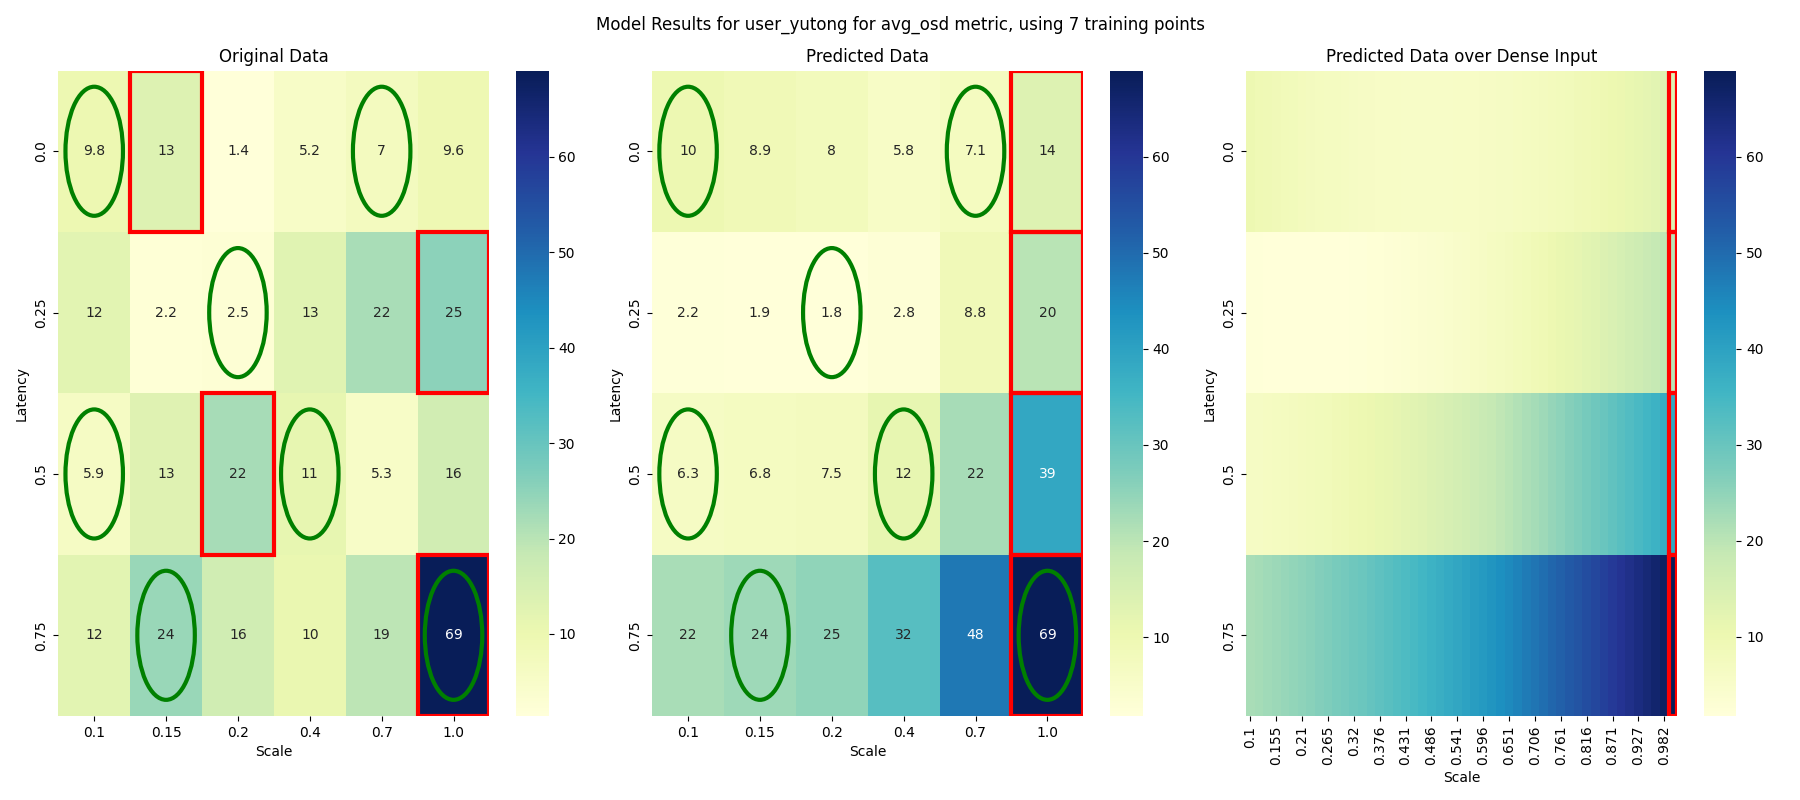 Model Results for user_yutong for avg_osd metric, using 7 training points
Original Data
0.0 9.8 13 1.4 5.2 7 9.6
0.25 12 2.2 2.5 13 22 25
0.5 5.9 13 22 11 5.3 16
0.75 12 24 16 10 19 69
0.1 0.15 0.2 0.4 0.7 1.0
Scale
Latency
60
50
40
30
20
10
Predicted Data
0.0 10 8.9 8 5.8 7.1 14
0.25 2.2 1.9 1.8 2.8 8.8 20
0.5 6.3 6.8 7.5 12 22 39
0.75 22 24 25 32 48 69
0.1 0.15 0.2 0.4 0.7 1.0
Scale
Latency
60
50
40
30
20
10
Predicted Data over Dense Input
0.0
0.25
0.5
0.75
0.1 0.155 0.21 0.265 0.32 0.376 0.431 0.486 0.541 0.596 0.651 0.706 0.761 0.816 0.871 0.927 0.982
Scale
Latency
60
50
40
30
20
10